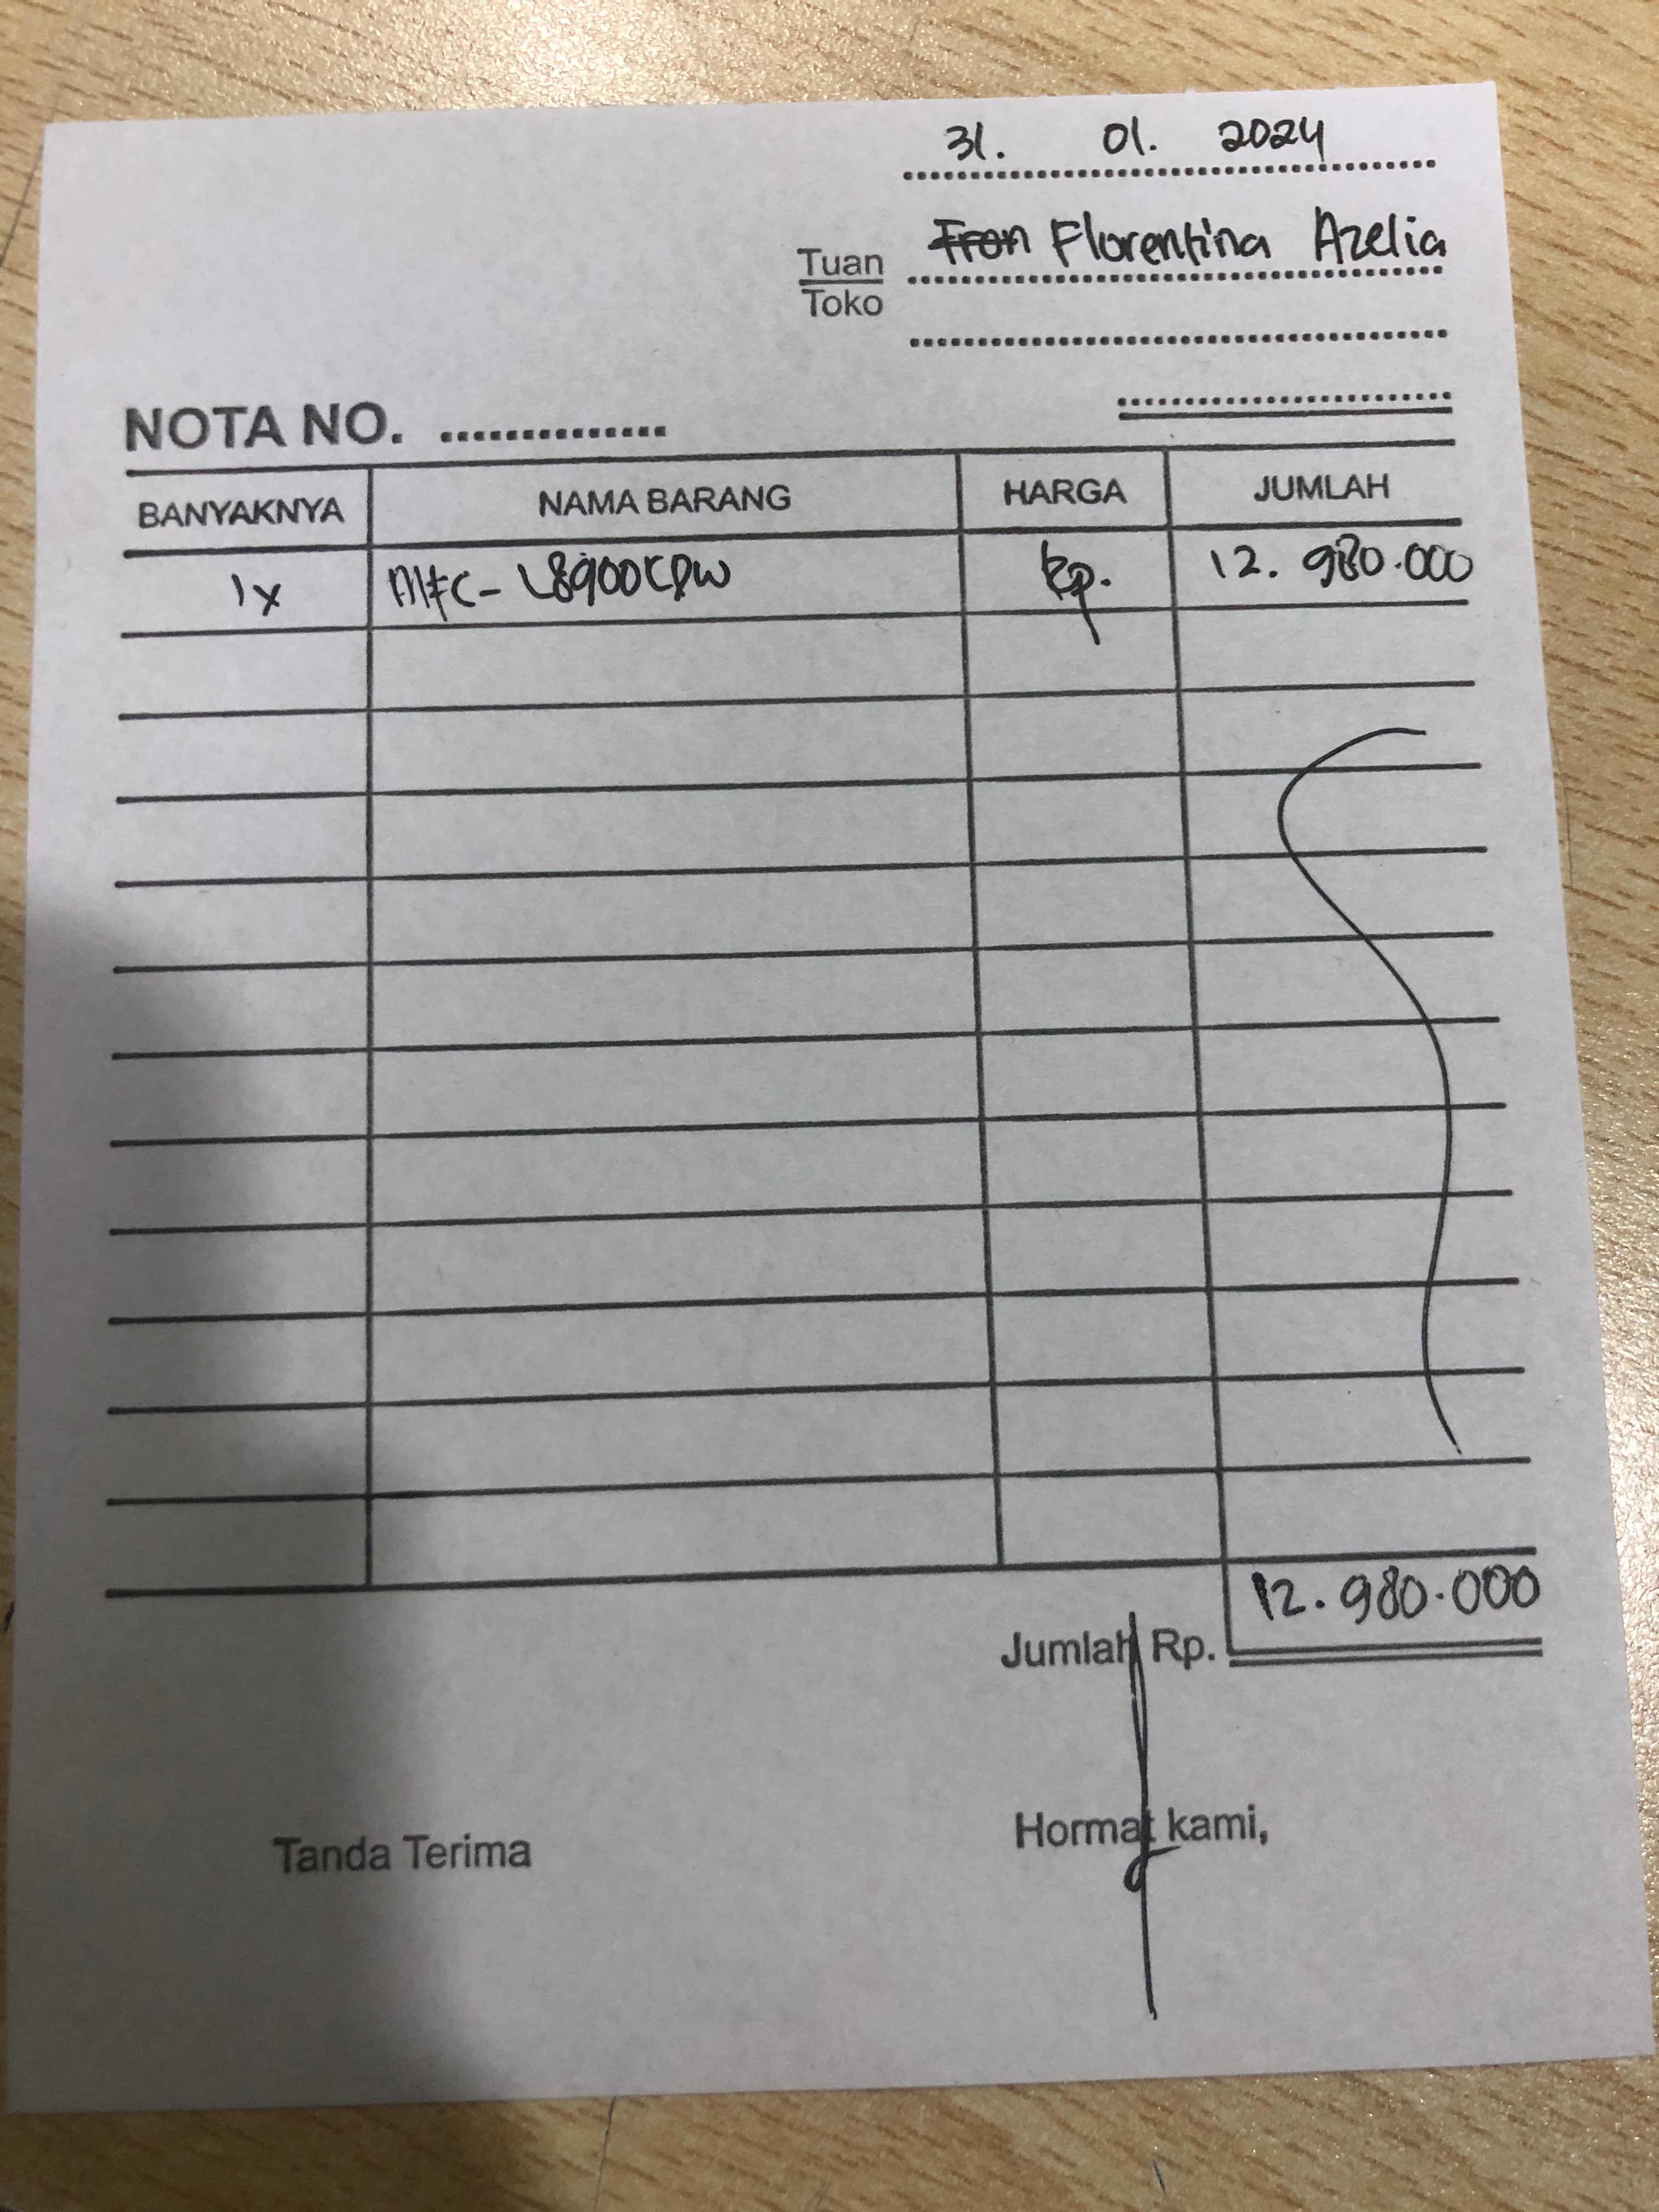 31. 01. 2024
Tuan Florentina Azelia
Toko
NOTA NO. ..............
BANYAKNYA NAMA BARANG HARGA JUMLAH
1x MFC-L8900CDW Rp. 12.980.000
Jumlah Rp. 12.980.000
Tanda Terima Hormat kami,